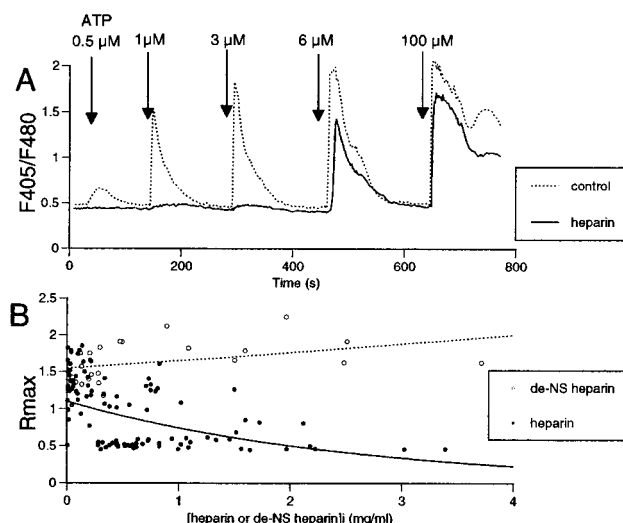 ATP
0.5 µM 1µM 3 µM 6 µM 100 µM
A
F405/F480
2
1.5
1
0.5
0
0 200 400 600 800
Time (s)
control
heparin
B
Rmax
2.5
2
1.5
1
0.5
0
0 1 2 3 4
[heparin or de-NS heparin]i (mg/ml)
de-NS heparin
heparin